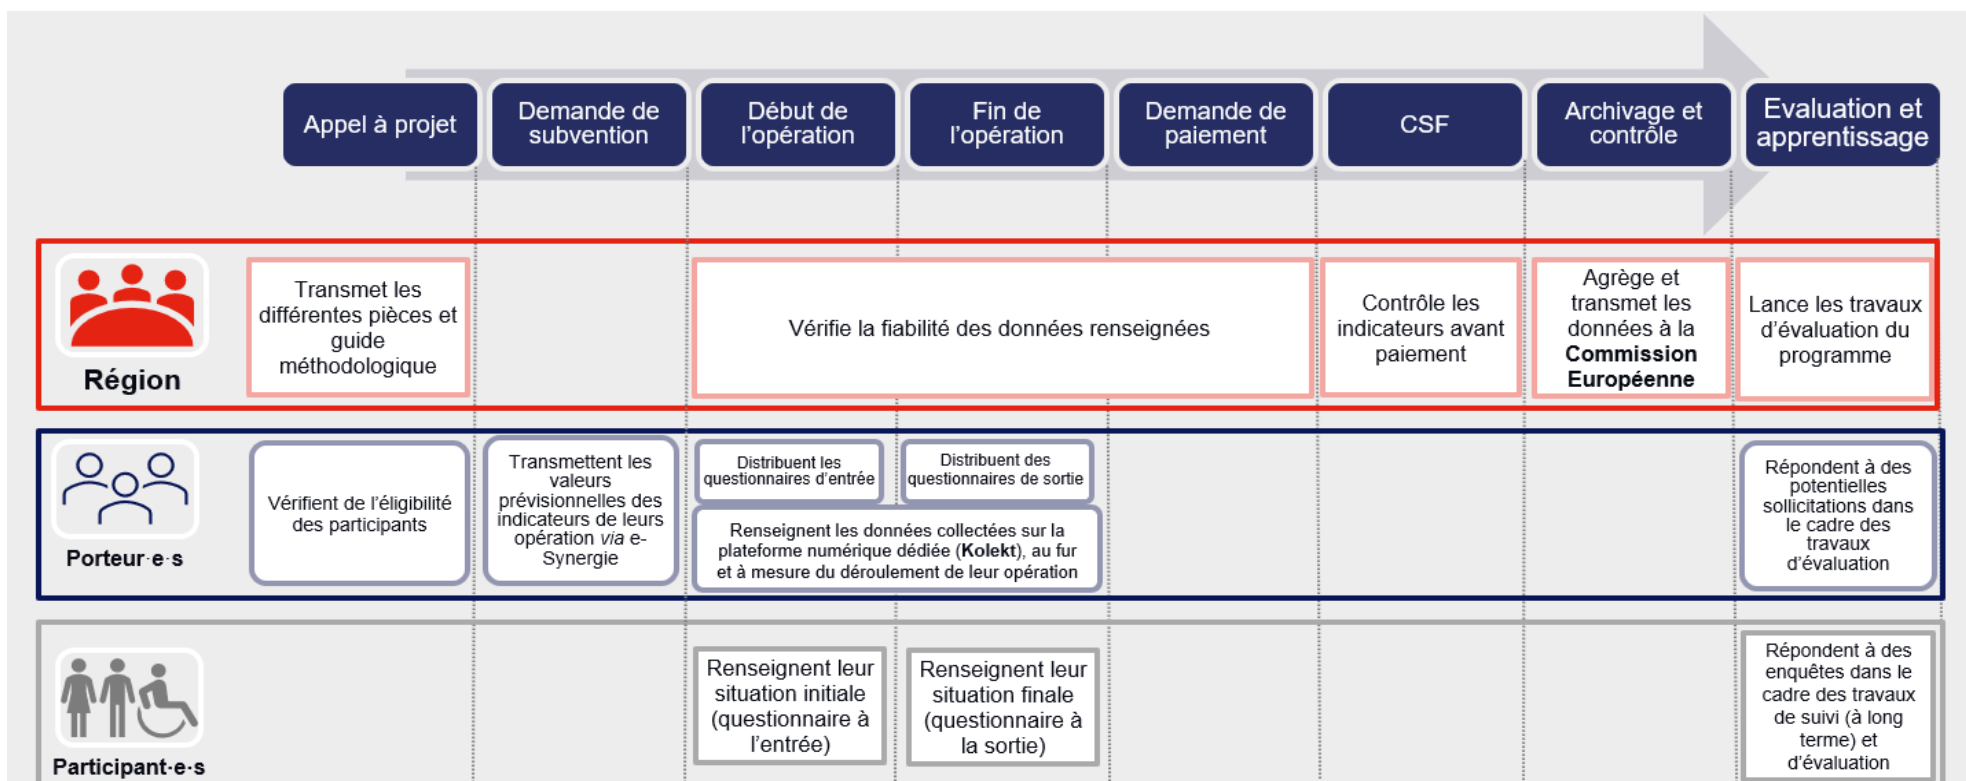 Appel à projet
Demande de
subvention
Début de
l'opération
Fin de
l'opération
Demande de
paiement
CSF
Archivage et
contrôle
Evaluation et
apprentissage
Région
Transmet les
différentes pièces et
guide
méthodologique
Vérifie la fiabilité des données renseignées
Contrôle les
indicateurs avant
paiement
Agrège et
transmet les
données à la
Commission
Européenne
Lance les travaux
d'évaluation du
programme
Porteur·e·s
Vérifient de l'éligibilité
des participants
Transmettent les
valeurs
prévisionnelles des
indicateurs de leurs
opération via e-
Synergie
Distribuent les
questionnaires d'entrée
Distribuent des
questionnaires de sortie
Renseignent les données collectées sur la
plateforme numérique dédiée (Kolekt), au fur
et à mesure du déroulement de leur opération
Répondent à des
potentielles
sollicitations dans
le cadre des
travaux
d'évaluation
Participant·e·s
Renseignent leur
situation initiale
(questionnaire à
l'entrée)
Renseignent leur
situation finale
(questionnaire à
la sortie)
Répondent à des
enquêtes dans le
cadre des travaux
de suivi (à long
terme) et
d'évaluation